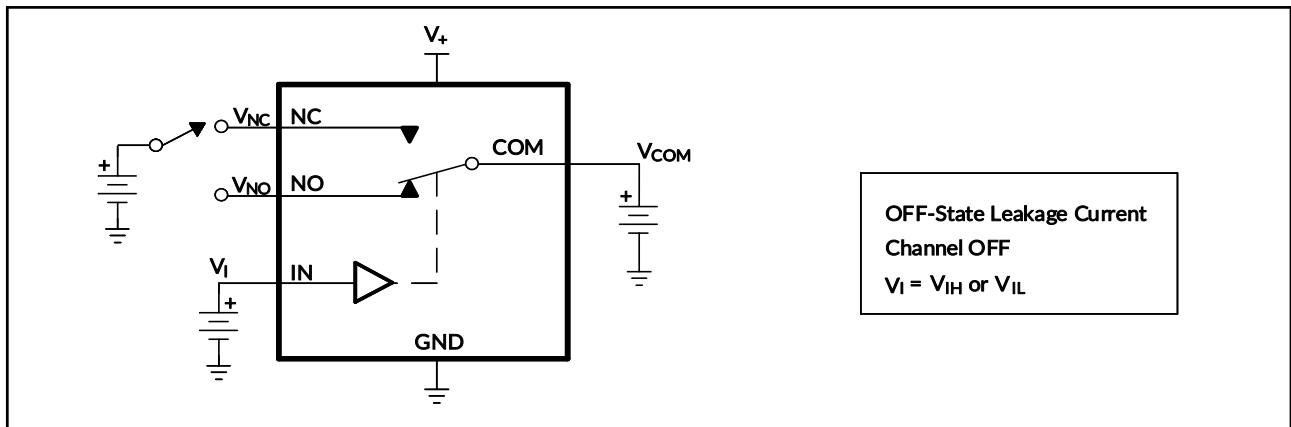 V+
VNC NC
COM
VCOM
VNO NO
VI IN
GND
+
+
+
OFF-State Leakage Current
Channel OFF
VI = VIH or VIL